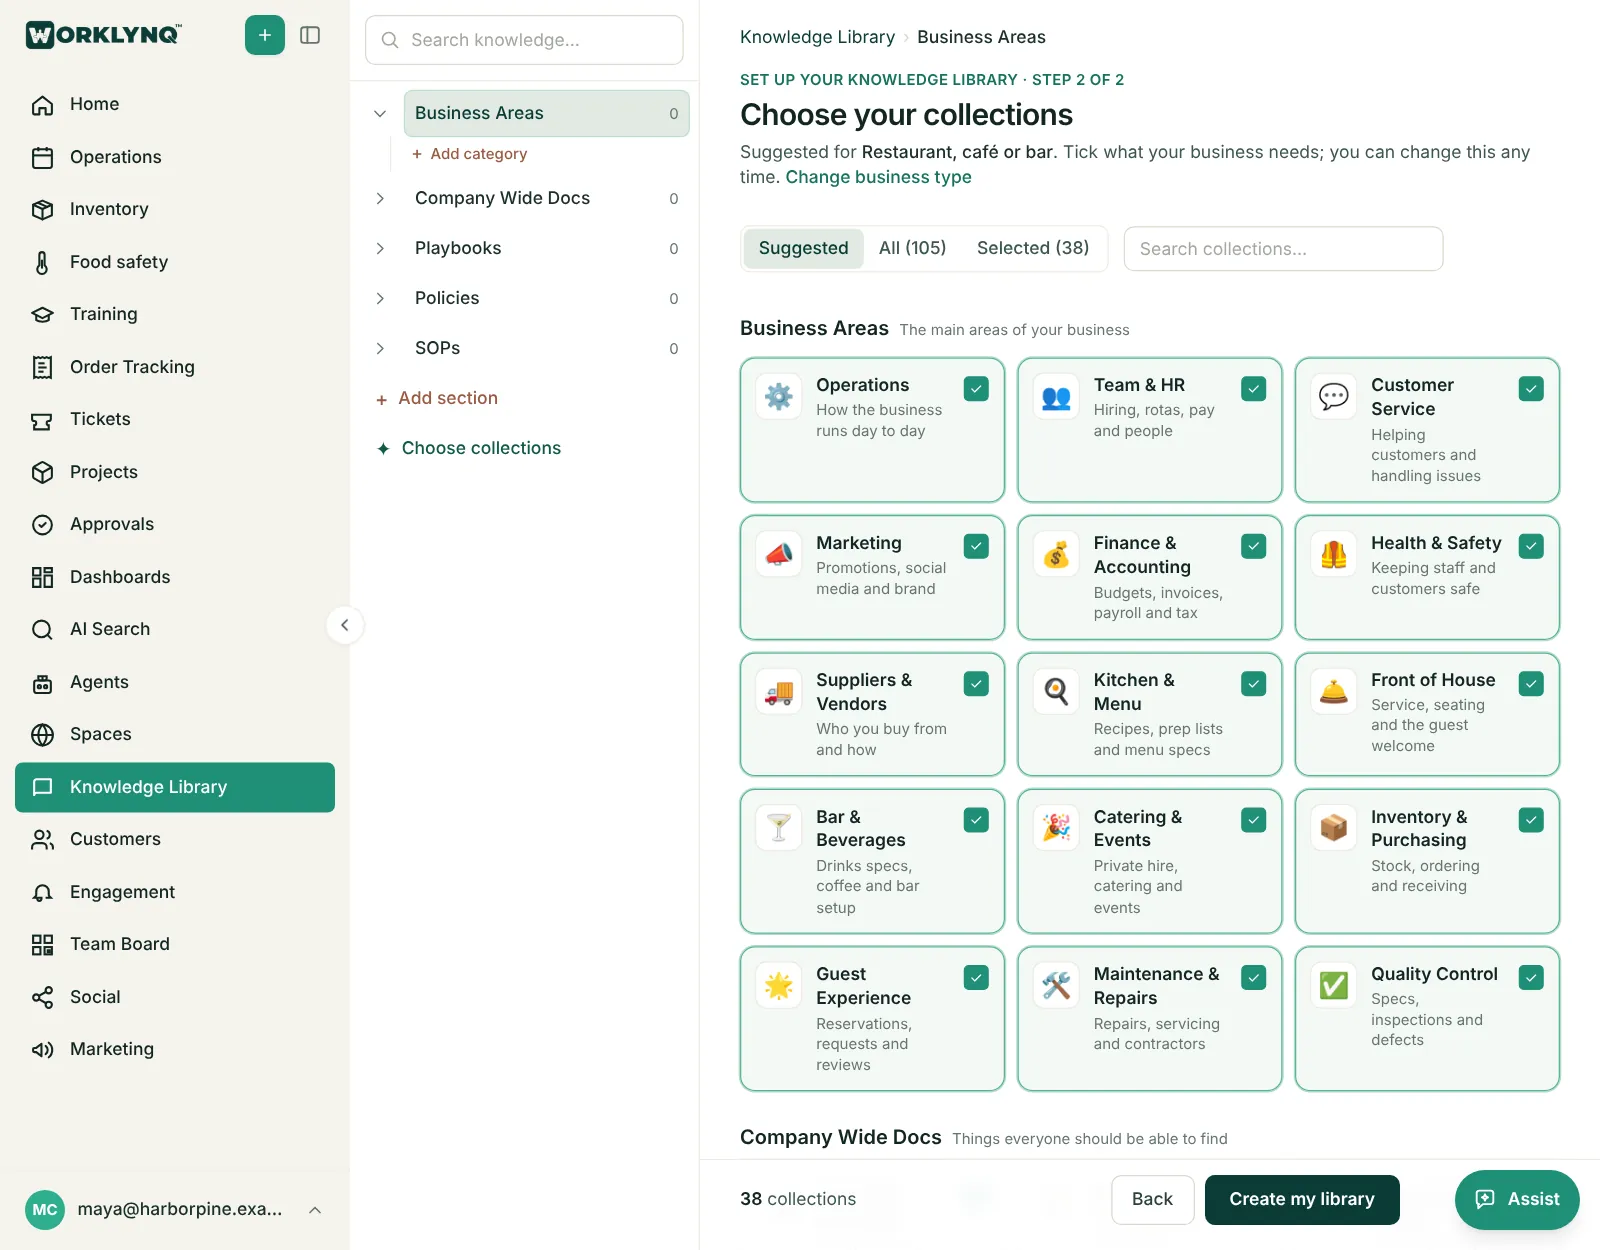 WORKLYNQ™
+
Home
Operations
Inventory
Food safety
Training
Order Tracking
Tickets
Projects
Approvals
Dashboards
AI Search
Agents
Spaces
Knowledge Library
Customers
Engagement
Team Board
Social
Marketing
MC
maya@harborpine.exa...
Search knowledge...
Business Areas 0
+ Add category
Company Wide Docs 0
Playbooks 0
Policies 0
SOPs 0
+ Add section
Choose collections
Knowledge Library › Business Areas
SET UP YOUR KNOWLEDGE LIBRARY · STEP 2 OF 2
Choose your collections
Suggested for Restaurant, café or bar. Tick what your business needs; you can change this any
time. Change business type
Suggested All (105) Selected (38)
Search collections...
Business Areas The main areas of your business
Operations
How the business
runs day to day
Team & HR
Hiring, rotas, pay
and people
Customer
Service
Helping
customers and
handling issues
Marketing
Promotions, social
media and brand
Finance &
Accounting
Budgets, invoices,
payroll and tax
Health & Safety
Keeping staff and
customers safe
Suppliers &
Vendors
Who you buy from
and how
Kitchen &
Menu
Recipes, prep lists
and menu specs
Front of House
Service, seating
and the guest
welcome
Bar &
Beverages
Drinks specs,
coffee and bar
setup
Catering &
Events
Private hire,
catering and
events
Inventory &
Purchasing
Stock, ordering
and receiving
Guest
Experience
Reservations,
requests and
reviews
Maintenance &
Repairs
Repairs, servicing
and contractors
Quality Control
Specs,
inspections and
defects
Company Wide Docs Things everyone should be able to find
38 collections
Back
Create my library
Assist